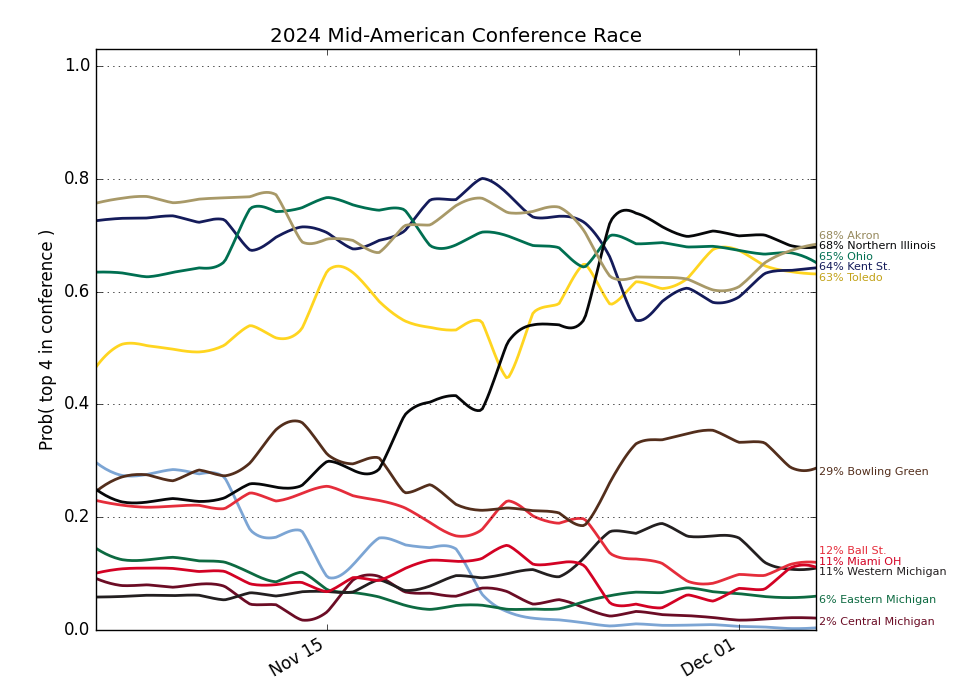 2024 Mid-American Conference Race
Prob( top 4 in conference )
1.0
0.8
0.6
0.4
0.2
0.0
Nov 15
Dec 01
68% Akron
68% Northern Illinois
65% Ohio
64% Kent St.
63% Toledo
29% Bowling Green
12% Ball St.
11% Miami OH
11% Western Michigan
6% Eastern Michigan
2% Central Michigan